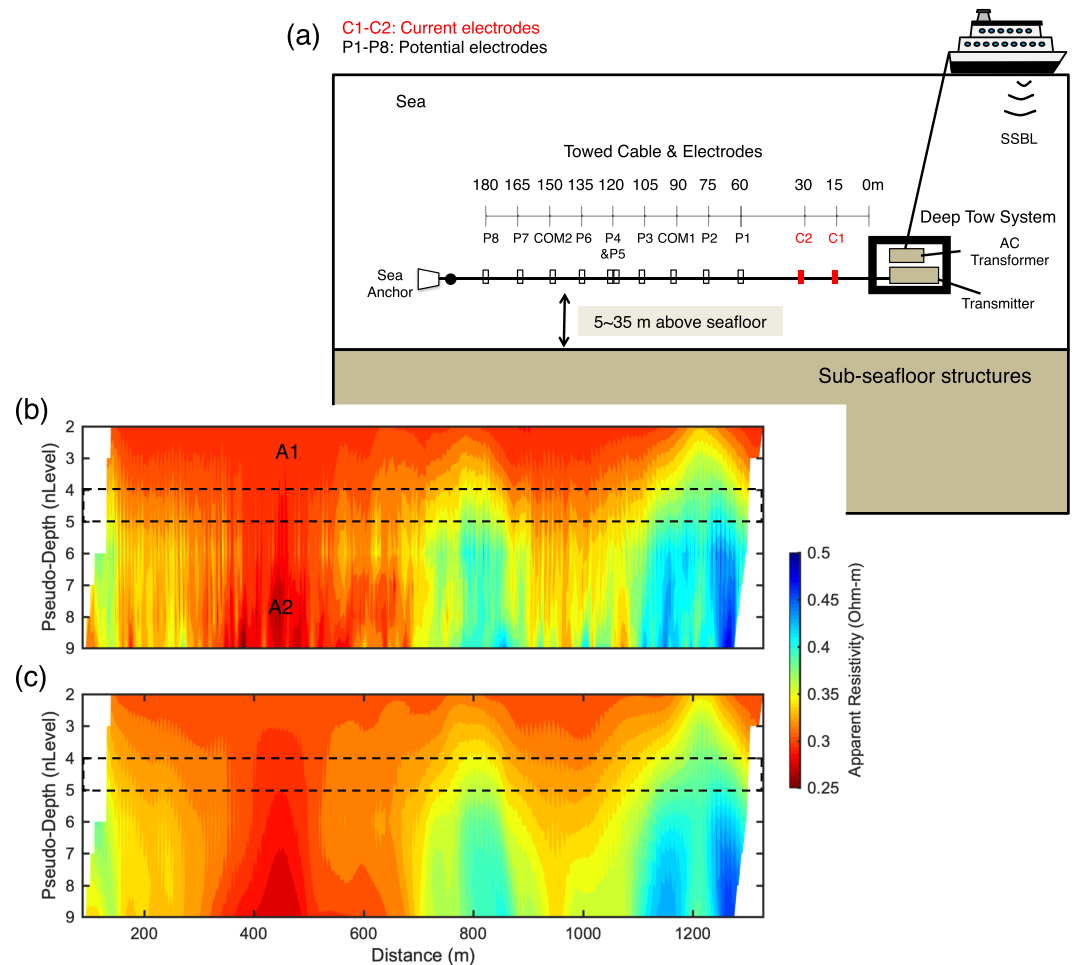 (a)
C1-C2: Current electrodes
P1-P8: Potential electrodes
Sea
SSBL
Towed Cable & Electrodes
180 165 150 135 120 105 90 75 60 30 15 0m
Deep Tow System
P8 P7 COM2 P6 P4 P3 COM1 P2 P1 C2 C1
&P5
AC
Transformer
Sea
Anchor
Transmitter
5~35 m above seafloor
Sub-seafloor structures
(b)
Pseudo-Depth (nLevel)
2
3
4
5
6
7
8
9
A1
A2
0.5
0.45
0.4
0.35
0.3
0.25
Apparent Resistivity (Ohm–m)
(c)
Pseudo-Depth (nLevel)
2
3
4
5
6
7
8
9
200 400 600 800 1000 1200
Distance (m)